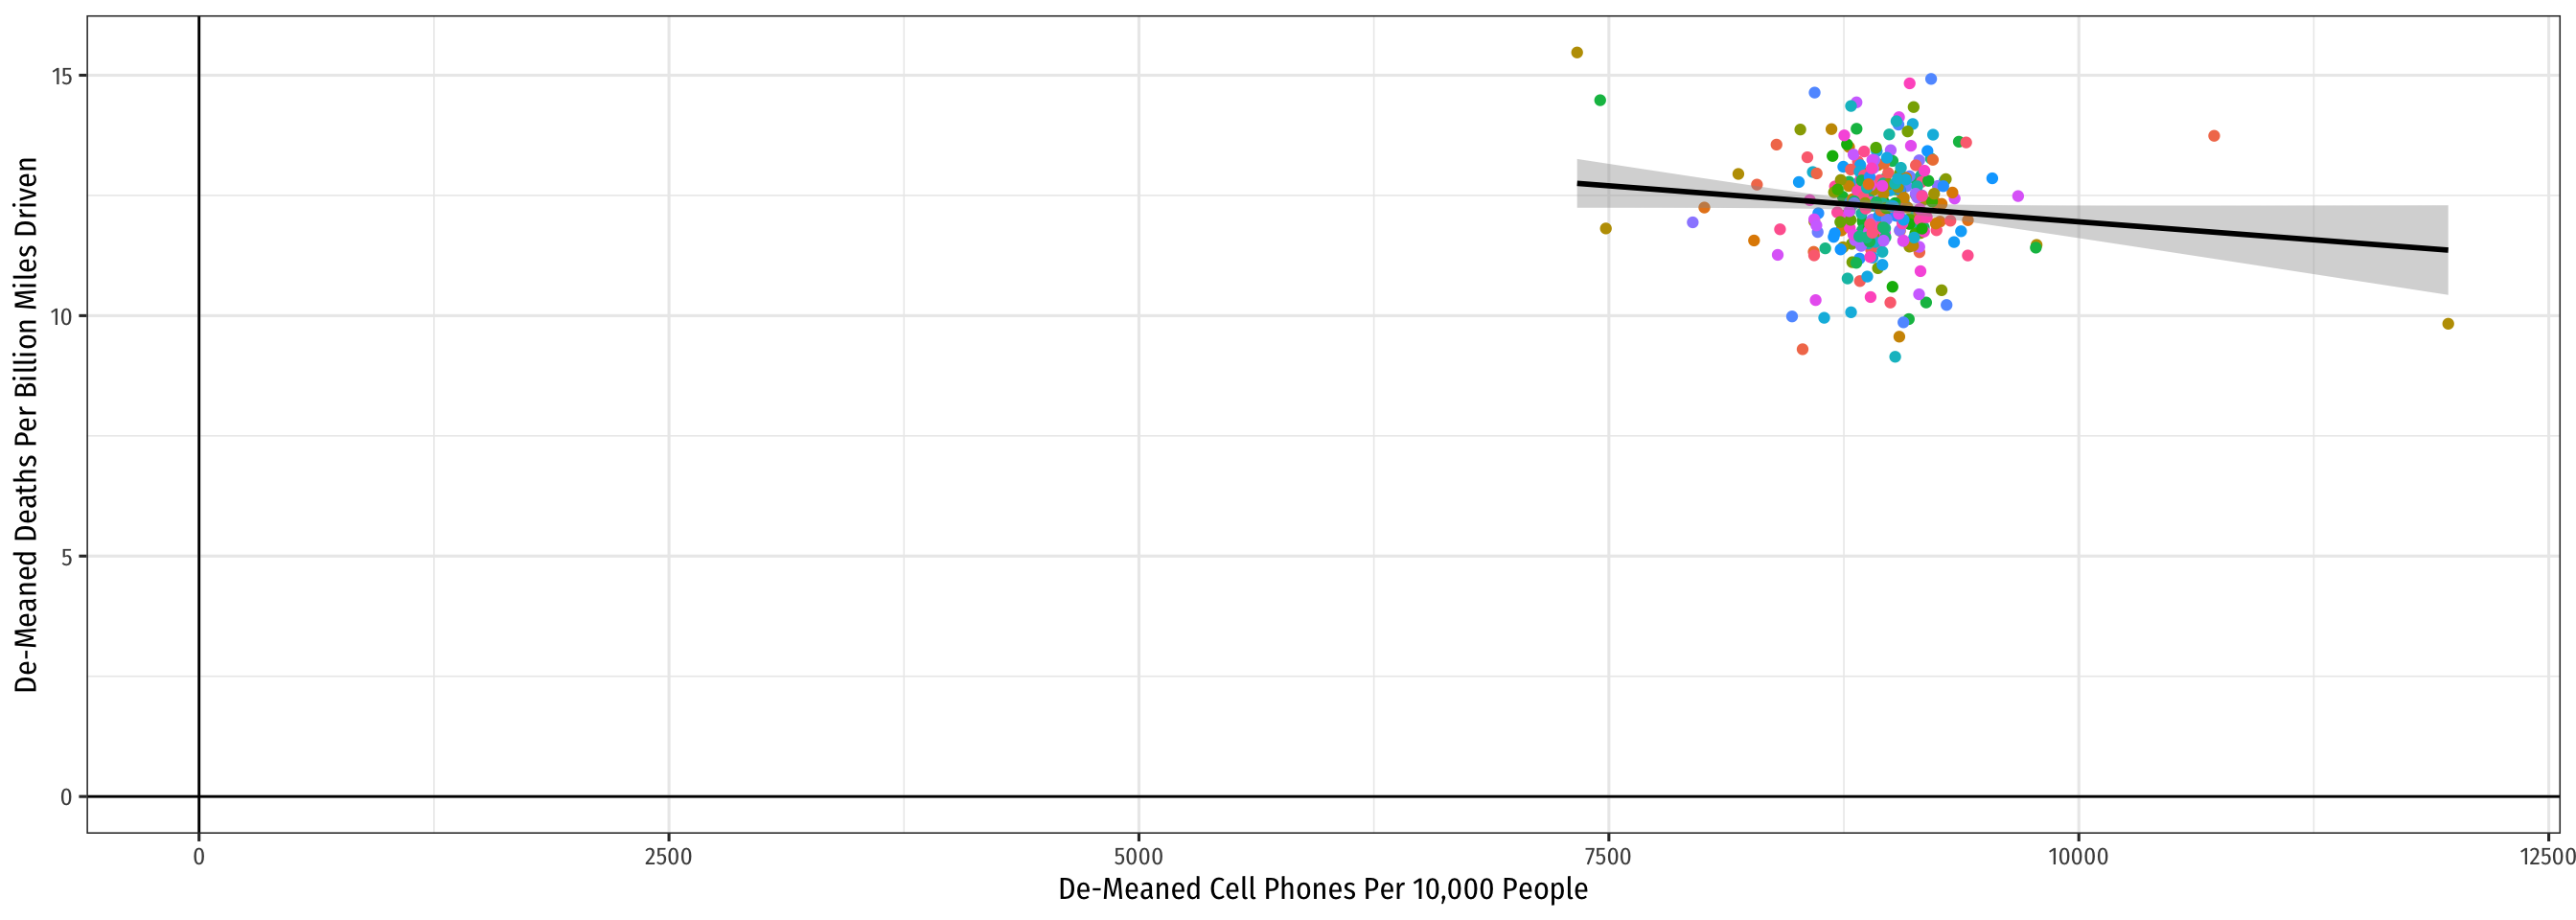 De-Meaned Deaths Per Billion Miles Driven
15
10
5
0
0 2500 5000 7500 10000 12500
De-Meaned Cell Phones Per 10,000 People